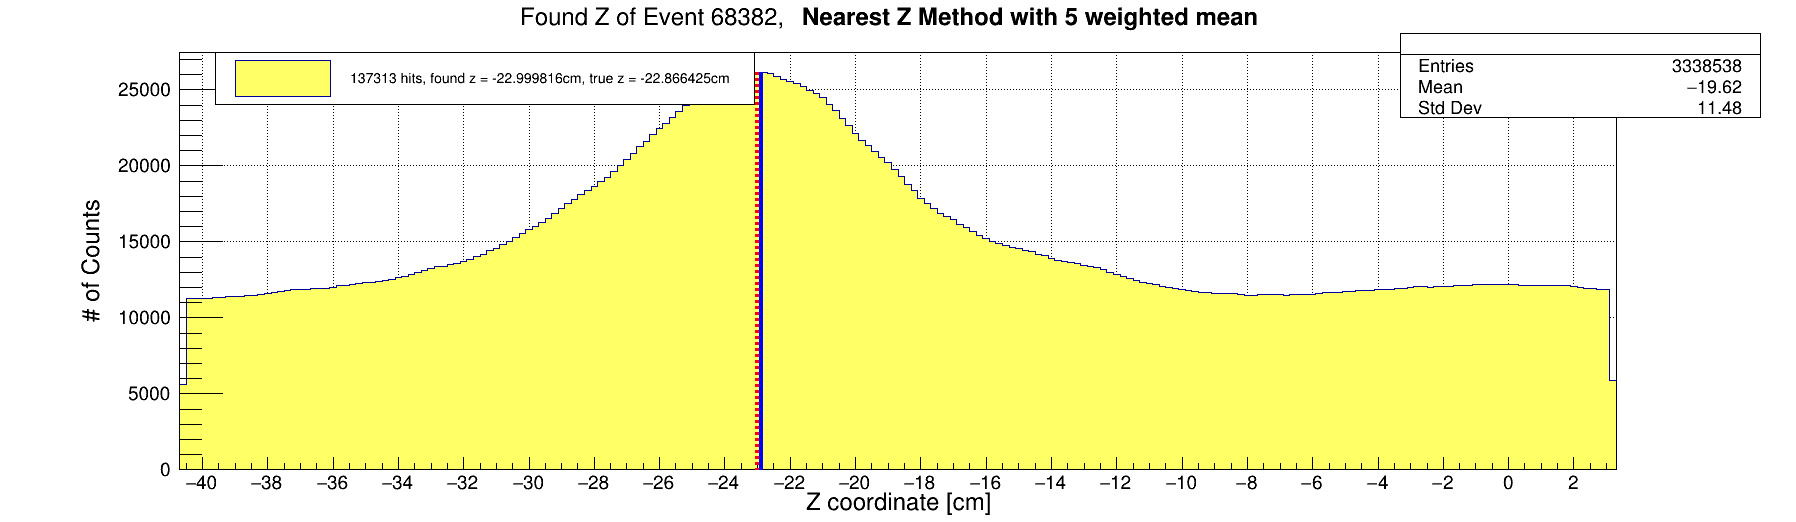 Found Z of Event 68382, Nearest Z Method with 5 weighted mean
137313 hits, found z = -22.999816cm, true z = -22.866425cm
Entries 3338538
Mean −19.62
Std Dev 11.48
# of Counts
25000
20000
15000
10000
5000
0
−40 −38 −36 −34 −32 −30 −28 −26 −24 −22 −20 −18 −16 −14 −12 −10 −8 −6 −4 −2 0 2
Z coordinate [cm]